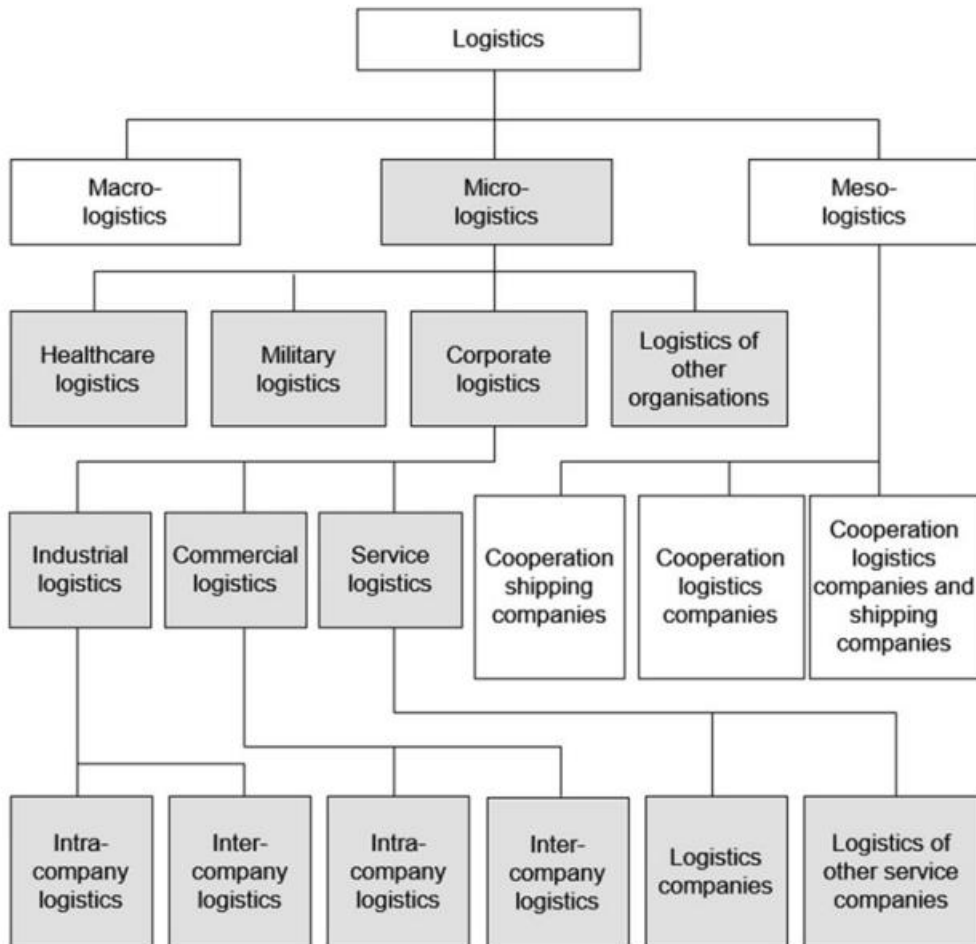 Logistics
Macro-
logistics
Micro-
logistics
Meso-
logistics
Healthcare
logistics
Military
logistics
Corporate
logistics
Logistics of
other
organisations
Industrial
logistics
Commercial
logistics
Service
logistics
Cooperation
shipping
companies
Cooperation
logistics
companies
Cooperation
logistics
companies and
shipping
companies
Intra-
company
logistics
Inter-
company
logistics
Intra-
company
logistics
Inter-
company
logistics
Logistics
companies
Logistics of
other service
companies